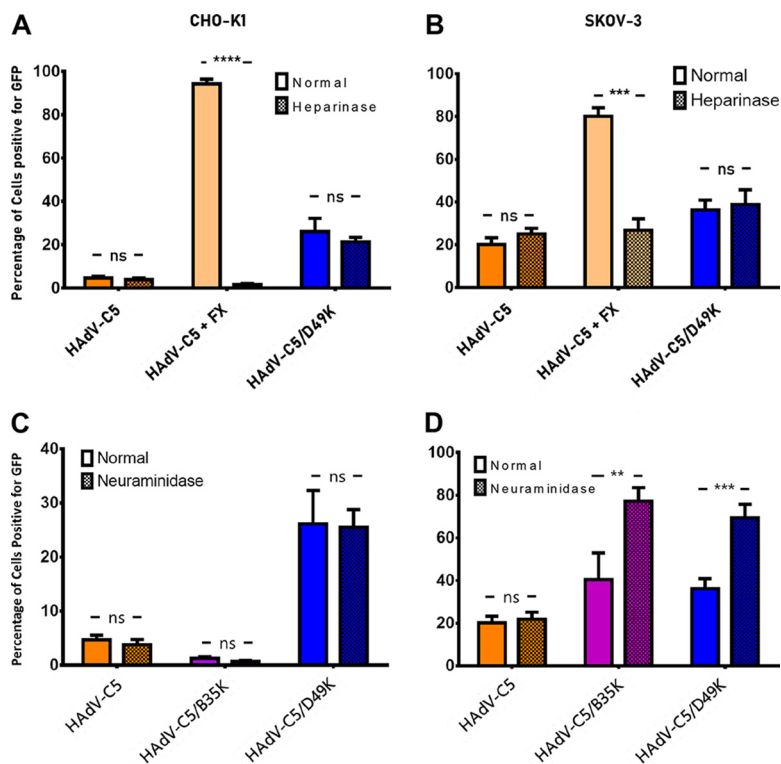 A
CHO-K1
Percentage of Cells positive for GFP
100
80
60
40
20
0
****
Normal
Heparinase
ns
ns
HAdV-C5
HAdV-C5 + FX
HAdV-C5/D49K
B
SKOV-3
100
80
60
40
20
0
Normal
Heparinase
***
ns
ns
HAdV-C5
HAdV-C5 + FX
HAdV-C5/D49K
C
Percentage of Cells Positive for GFP
40
30
20
10
0
Normal
Neuraminidase
ns
ns
ns
HAdV-C5
HAdV-C5/B35K
HAdV-C5/D49K
D
100
80
60
40
20
0
Normal
Neuraminidase
**
***
ns
HAdV-C5
HAdV-C5/B35K
HAdV-C5/D49K